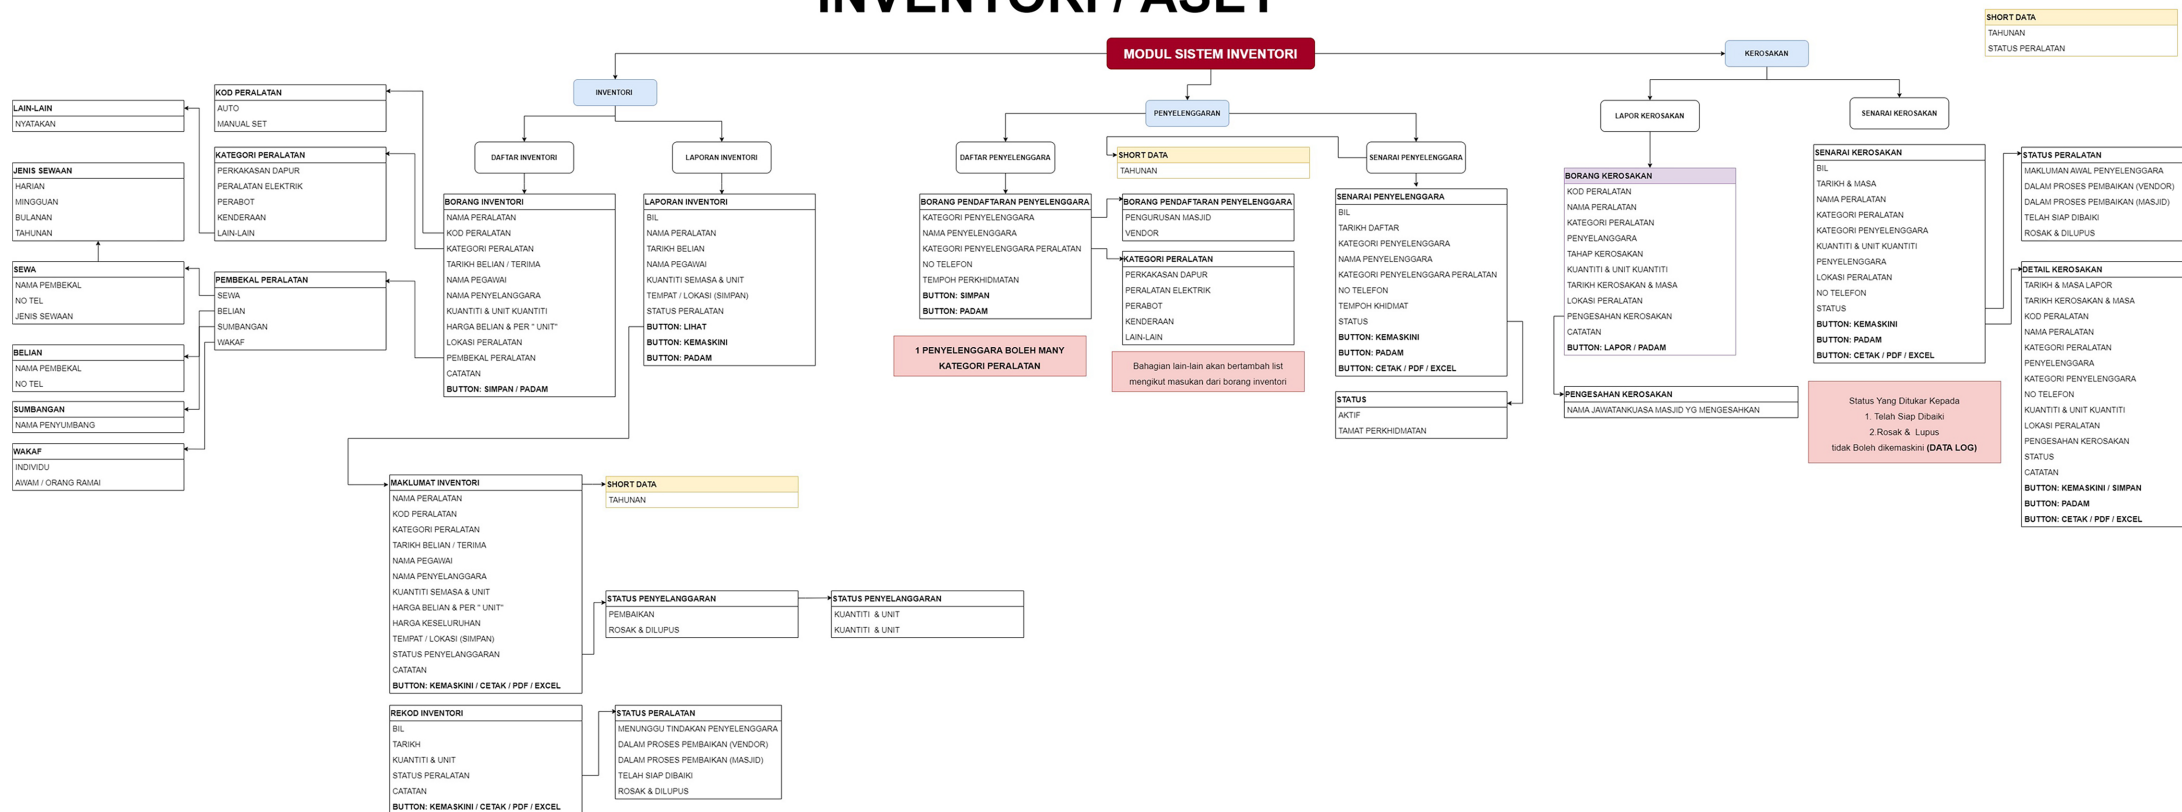 INVENTORI / ASET
MODUL SISTEM INVENTORI
INVENTORI
PENYELENGGARAN
KEROSAKAN
SHORT DATA
TAHUNAN
STATUS PERALATAN
LAIN-LAIN
NYATAKAN
JENIS SEWAAN
HARIAN
MINGGUAN
BULANAN
TAHUNAN
SEWA
NAMA PEMBEKAL
NO TEL
JENIS SEWAAN
BELIAN
NAMA PEMBEKAL
NO TEL
SUMBANGAN
NAMA PENYUMBANG
WAKAF
INDIVIDU
AWAM / ORANG RAMAI
KOD PERALATAN
AUTO
MANUAL SET
KATEGORI PERALATAN
PERKAKASAN DAPUR
PERALATAN ELEKTRIK
PERABOT
KENDERAAN
LAIN-LAIN
PEMBEKAL PERALATAN
SEWA
BELIAN
SUMBANGAN
WAKAF
DAFTAR INVENTORI
BORANG INVENTORI
NAMA PERALATAN
KOD PERALATAN
KATEGORI PERALATAN
TARIKH BELIAN / TERIMA
NAMA PEGAWAI
NAMA PENYELANGGARA
KUANTITI & UNIT KUANTITI
HARGA BELIAN & PER " UNIT"
LOKASI PERALATAN
PEMBEKAL PERALATAN
CATATAN
BUTTON: SIMPAN / PADAM
LAPORAN INVENTORI
LAPORAN INVENTORI
BIL
NAMA PERALATAN
TARIKH BELIAN
NAMA PEGAWAI
KUANTITI SEMASA & UNIT
TEMPAT / LOKASI (SIMPAN)
STATUS PERALATAN
BUTTON: LIHAT
BUTTON: KEMASKINI
BUTTON: PADAM
MAKLUMAT INVENTORI
NAMA PERALATAN
KOD PERALATAN
KATEGORI PERALATAN
TARIKH BELIAN / TERIMA
NAMA PEGAWAI
NAMA PENYELANGGARA
KUANTITI SEMASA & UNIT
HARGA BELIAN & PER " UNIT"
HARGA KESELURUHAN
TEMPAT / LOKASI (SIMPAN)
STATUS PENYELANGGARAN
CATATAN
BUTTON: KEMASKINI / CETAK / PDF / EXCEL
SHORT DATA
TAHUNAN
STATUS PENYELANGGARAN
PEMBAIKAN
ROSAK & DILUPUS
STATUS PENYELANGGARAN
KUANTITI & UNIT
KUANTITI & UNIT
REKOD INVENTORI
BIL
TARIKH
KUANTITI & UNIT
STATUS PERALATAN
CATATAN
BUTTON: KEMASKINI / CETAK / PDF / EXCEL
STATUS PERALATAN
MENUNGGU TINDAKAN PENYELENGGARA
DALAM PROSES PEMBAIKAN (VENDOR)
DALAM PROSES PEMBAIKAN (MASJID)
TELAH SIAP DIBAIKI
ROSAK & DILUPUS
DAFTAR PENYELENGGARA
BORANG PENDAFTARAN PENYELENGGARA
KATEGORI PENYELENGGARA
NAMA PENYELENGGARA
KATEGORI PENYELENGGARA PERALATAN
NO TELEFON
TEMPOH PERKHIDMATAN
BUTTON: SIMPAN
BUTTON: PADAM
1 PENYELENGGARA BOLEH MANY
KATEGORI PERALATAN
SHORT DATA
TAHUNAN
BORANG PENDAFTARAN PENYELENGGARA
PENGURUSAN MASJID
VENDOR
KATEGORI PERALATAN
PERKAKASAN DAPUR
PERALATAN ELEKTRIK
PERABOT
KENDERAAN
LAIN-LAIN
Bahagian lain-lain akan bertambah list
mengikut masukan dari borang inventori
SENARAI PENYELENGGARA
SENARAI PENYELENGGARA
BIL
TARIKH DAFTAR
KATEGORI PENYELENGGARA
NAMA PENYELENGGARA
KATEGORI PENYELENGGARA PERALATAN
NO TELEFON
TEMPOH KHIDMAT
STATUS
BUTTON: KEMASKINI
BUTTON: PADAM
BUTTON: CETAK / PDF / EXCEL
STATUS
AKTIF
TAMAT PERKHIDMATAN
LAPOR KEROSAKAN
BORANG KEROSAKAN
KOD PERALATAN
NAMA PERALATAN
KATEGORI PERALATAN
PENYELANGGARA
TAHAP KEROSAKAN
KUANTITI & UNIT KUANTITI
TARIKH KEROSAKAN & MASA
LOKASI PERALATAN
PENGESAHAN KEROSAKAN
CATATAN
BUTTON: LAPOR / PADAM
PENGESAHAN KEROSAKAN
NAMA JAWATANKUASA MASJID YG MENGESAHKAN
SENARAI KEROSAKAN
SENARAI KEROSAKAN
BIL
TARIKH & MASA
NAMA PERALATAN
KATEGORI PERALATAN
KATEGORI PENYELENGGARA
KUANTITI & UNIT KUANTITI
PENYELENGGARA
LOKASI PERALATAN
NO TELEFON
STATUS
BUTTON: KEMASKINI
BUTTON: PADAM
BUTTON: CETAK / PDF / EXCEL
Status Yang Ditukar Kepada
1. Telah Siap Dibaiki
2.Rosak & Lupus
tidak Boleh dikemaskini (DATA LOG)
STATUS PERALATAN
MAKLUMAN AWAL PENYELENGGARA
DALAM PROSES PEMBAIKAN (VENDOR)
DALAM PROSES PEMBAIKAN (MASJID)
TELAH SIAP DIBAIKI
ROSAK & DILUPUS
DETAIL KEROSAKAN
TARIKH & MASA LAPOR
TARIKH KEROSAKAN & MASA
KOD PERALATAN
NAMA PERALATAN
KATEGORI PERALATAN
PENYELENGGARA
KATEGORI PENYELENGGARA
NO TELEFON
KUANTITI & UNIT KUANTITI
LOKASI PERALATAN
PENGESAHAN KEROSAKAN
STATUS
CATATAN
BUTTON: KEMASKINI / SIMPAN
BUTTON: PADAM
BUTTON: CETAK / PDF / EXCEL